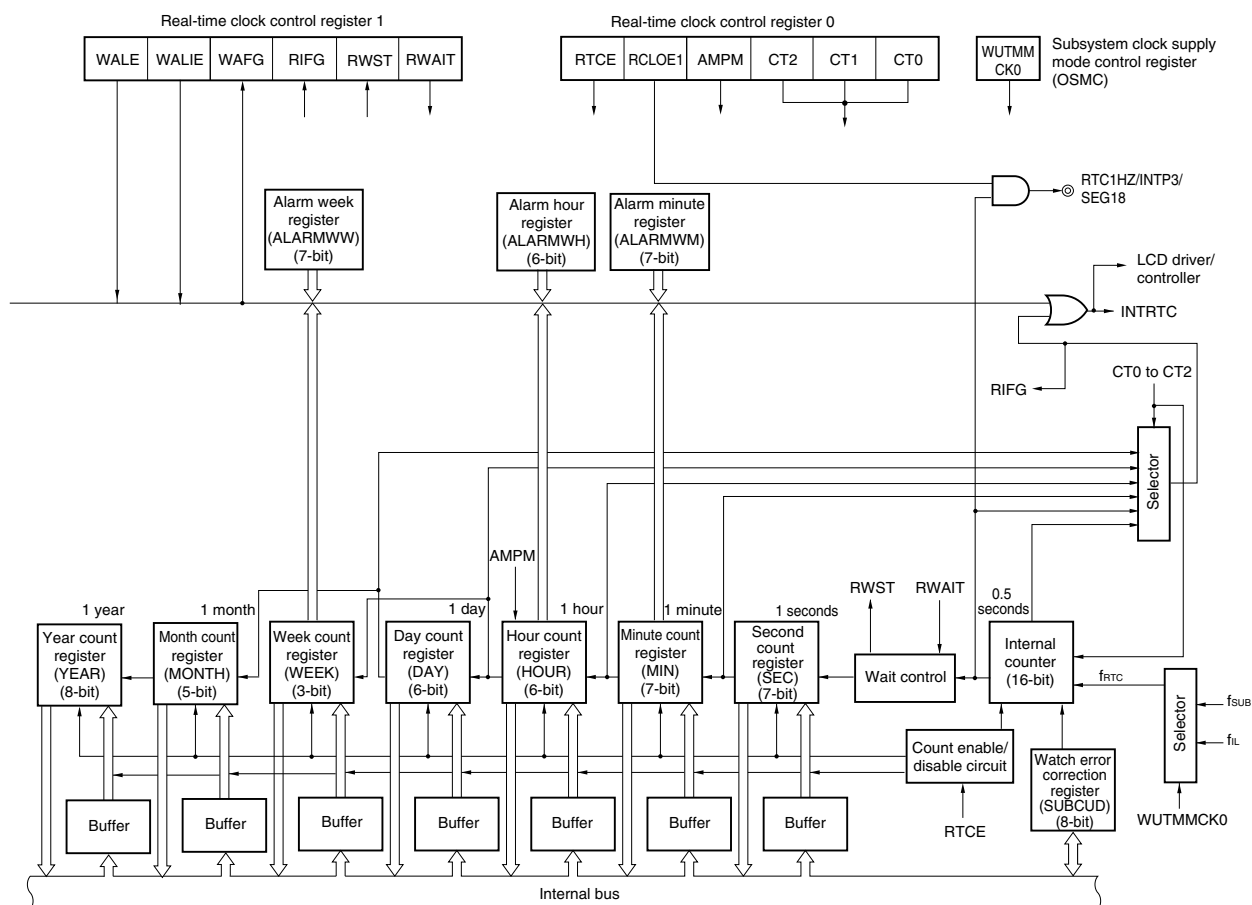 Real-time clock control register 1
Real-time clock control register 0
WALE
WALIE
WAFG
RIFG
RWST
RWAIT
RTCE
RCLOE1
AMPM
CT2
CT1
CT0
WUTMM
CK0
Subsystem clock supply
mode control register
(OSMC)
RTC1HZ/INTP3/
SEG18
Alarm week
register
(ALARMWW)
(7-bit)
Alarm hour
register
(ALARMWH)
(6-bit)
Alarm minute
register
(ALARMWM)
(7-bit)
LCD driver/
controller
INTRTC
RIFG
CT0 to CT2
Selector
AMPM
RWST
RWAIT
1 year
1 month
1 day
1 hour
1 minute
1 seconds
0.5
seconds
Year count
register
(YEAR)
(8-bit)
Month count
register
(MONTH)
(5-bit)
Week count
register
(WEEK)
(3-bit)
Day count
register
(DAY)
(6-bit)
Hour count
register
(HOUR)
(6-bit)
Minute count
register
(MIN)
(7-bit)
Second
count
register
(SEC)
(7-bit)
Wait control
Internal
counter
(16-bit)
fRTC
Selector
fSUB
fIL
Count enable/
disable circuit
Watch error
correction
register
(SUBCUD)
(8-bit)
Buffer
Buffer
Buffer
Buffer
Buffer
Buffer
Buffer
RTCE
WUTMMCK0
Internal bus